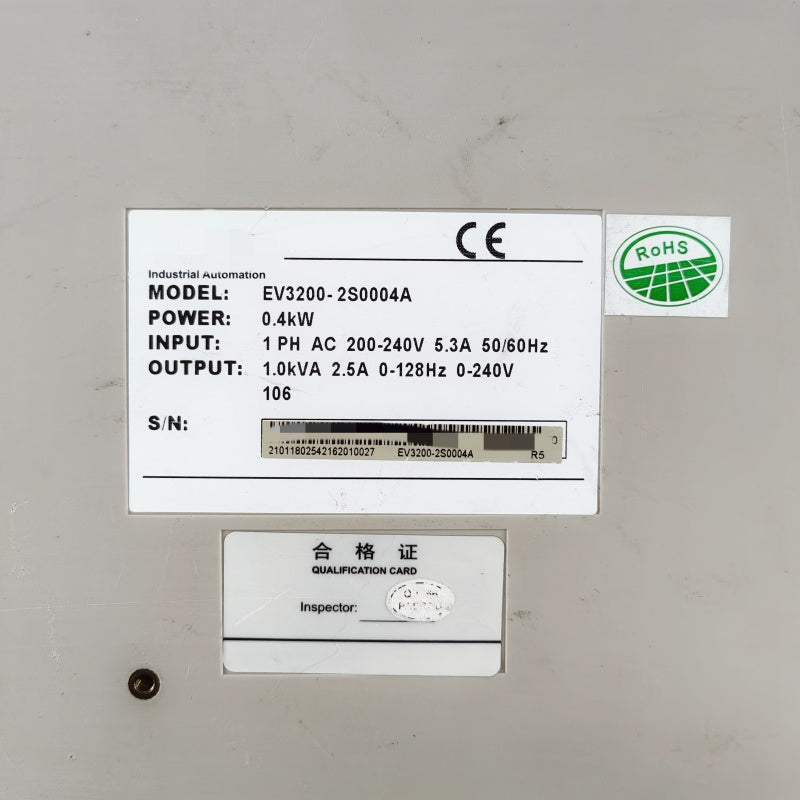 CE
RoHS
Industrial Automation
MODEL: EV3200-2S0004A
POWER: 0.4kW
INPUT: 1 PH AC 200-240V 5.3A 50/60Hz
OUTPUT: 1.0kVA 2.5A 0-128Hz 0-240V
106
S/N:
21011802542162010027 EV3200-2S0004A R5
合格证
QUALIFICATION CARD
Inspector: